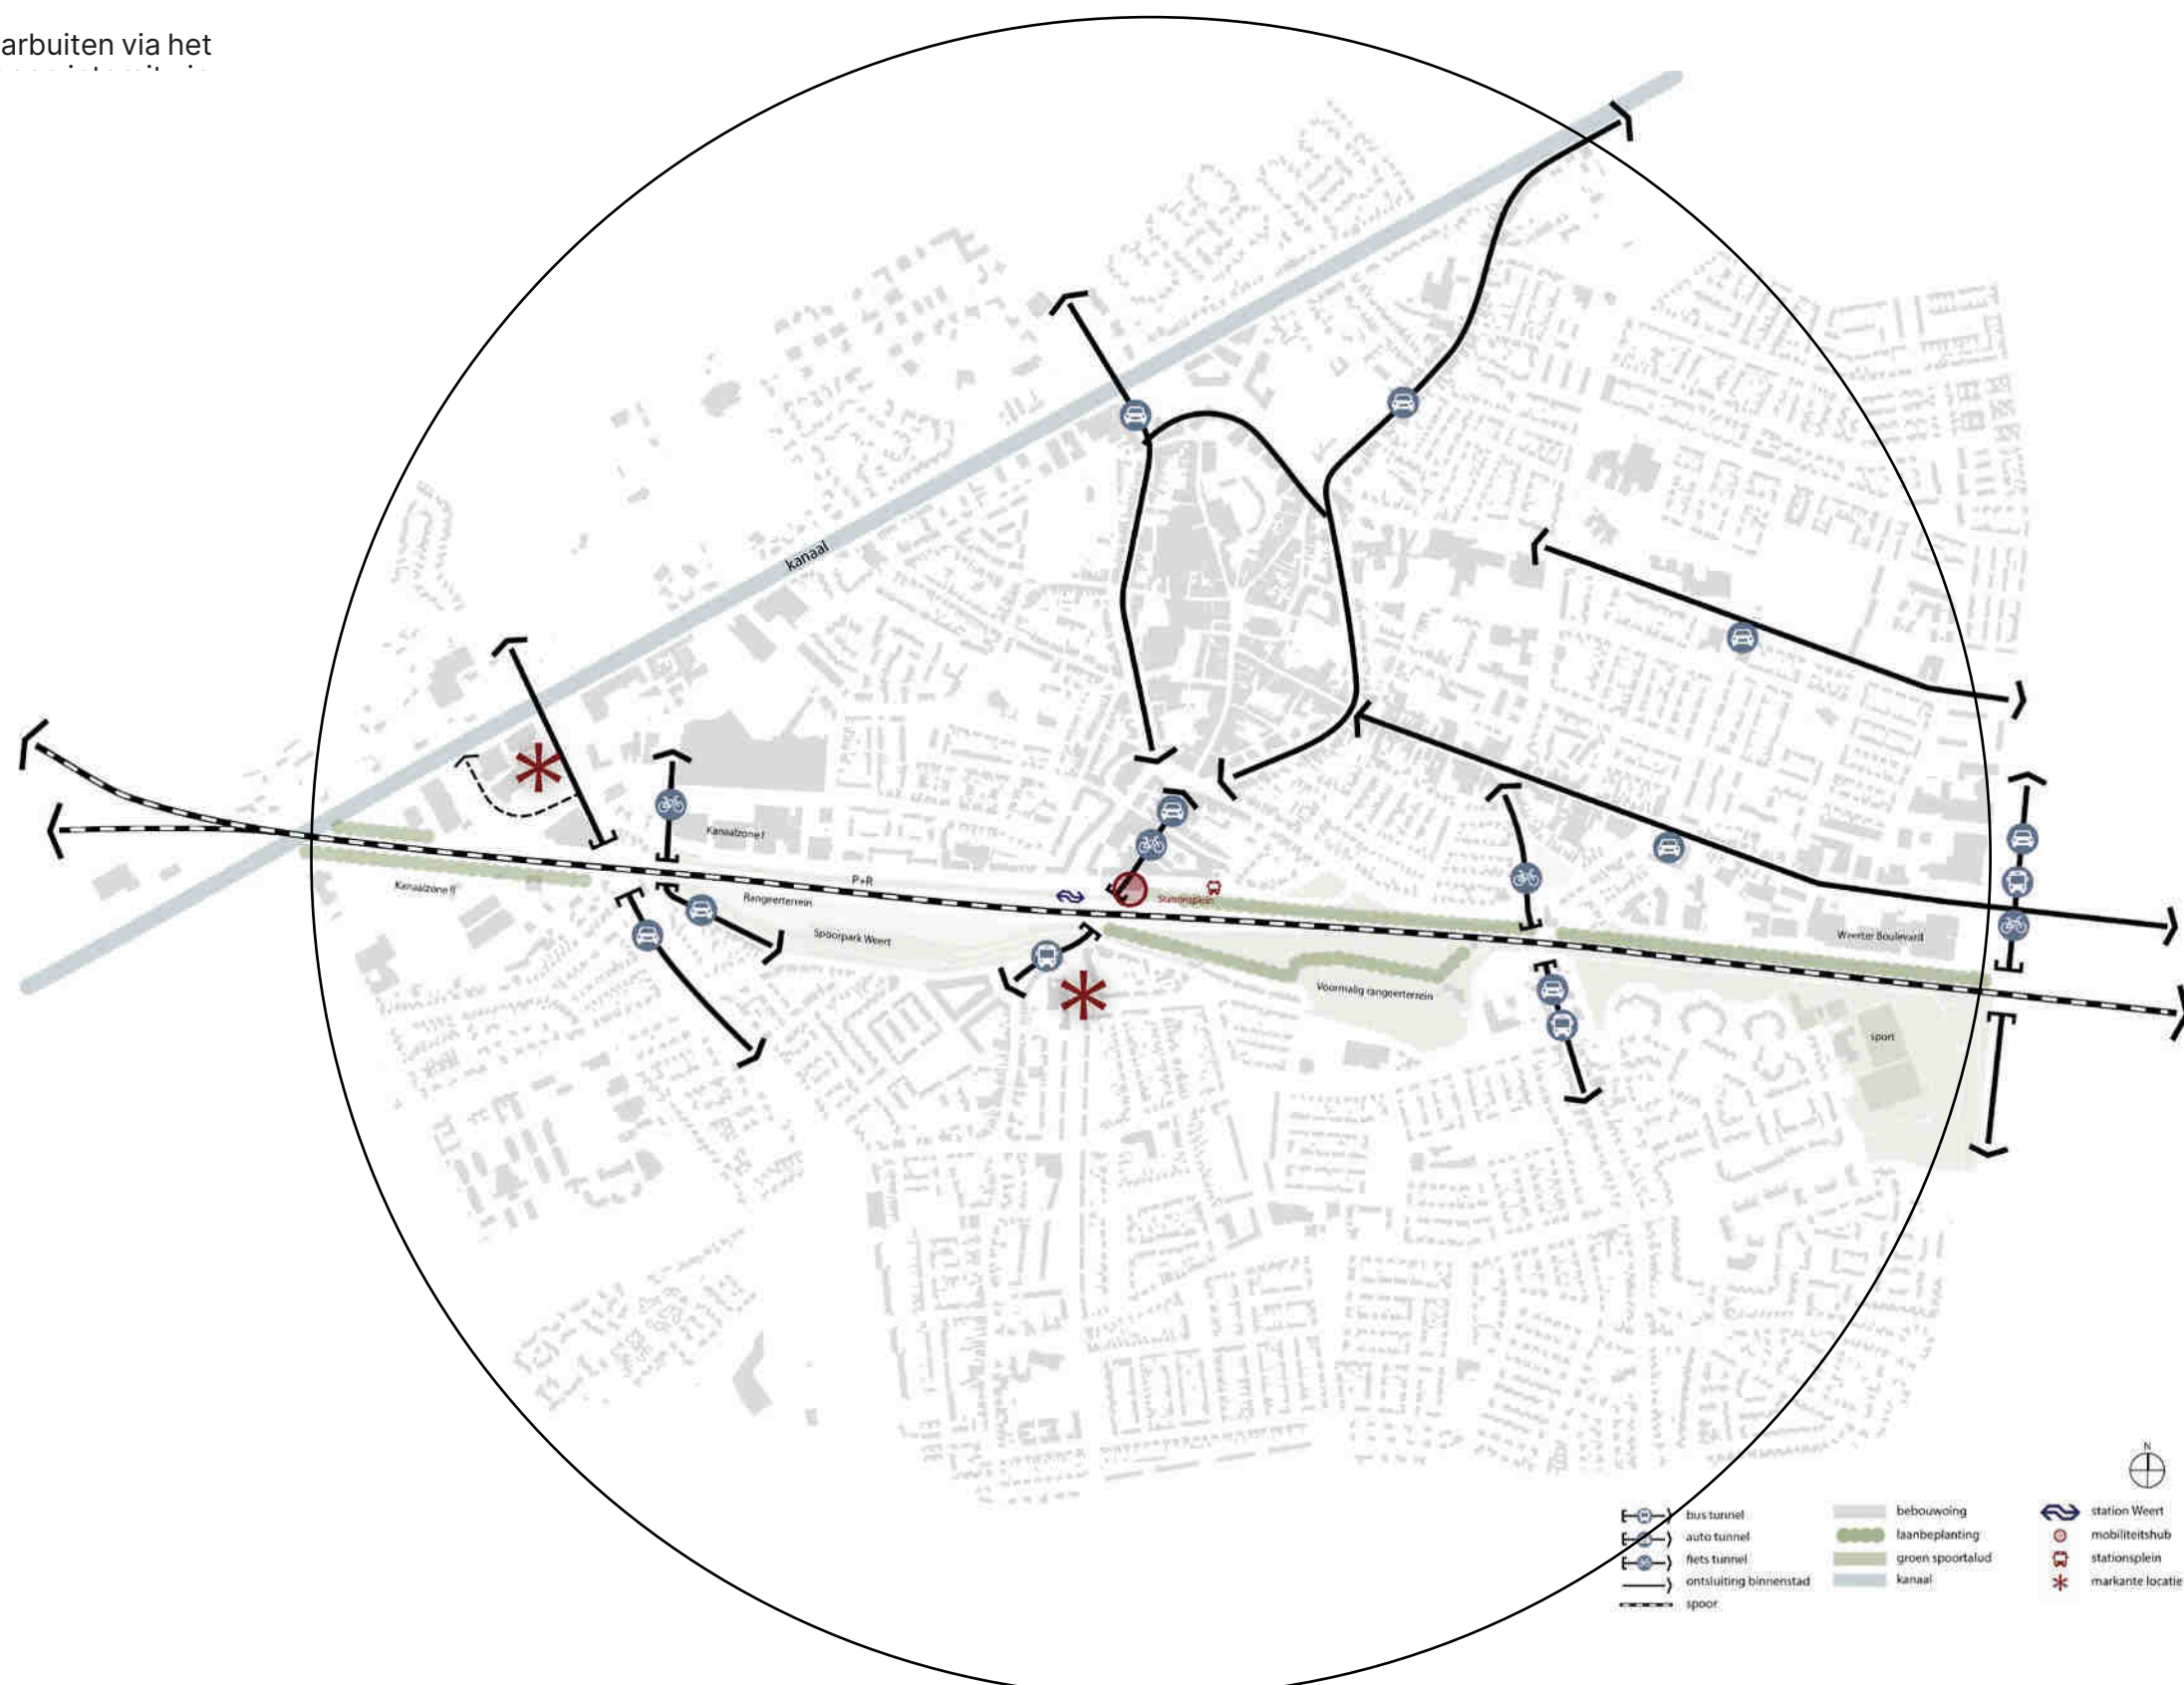 arbuiten via het
kanaal
Kanaalzone I
P+R
Kanaalzone II
Rangeerterrein
Stationsplein
Spoorpark Weert
Weerter Boulevard
Voormalig rangeerterrein
sport
N
bus tunnel
auto tunnel
fiets tunnel
ontsluiting binnenstad
spoor
bebouwoing
laanbeplanting
groen spoortalud
kanaal
station Weert
mobiliteitshub
stationsplein
markante locatie